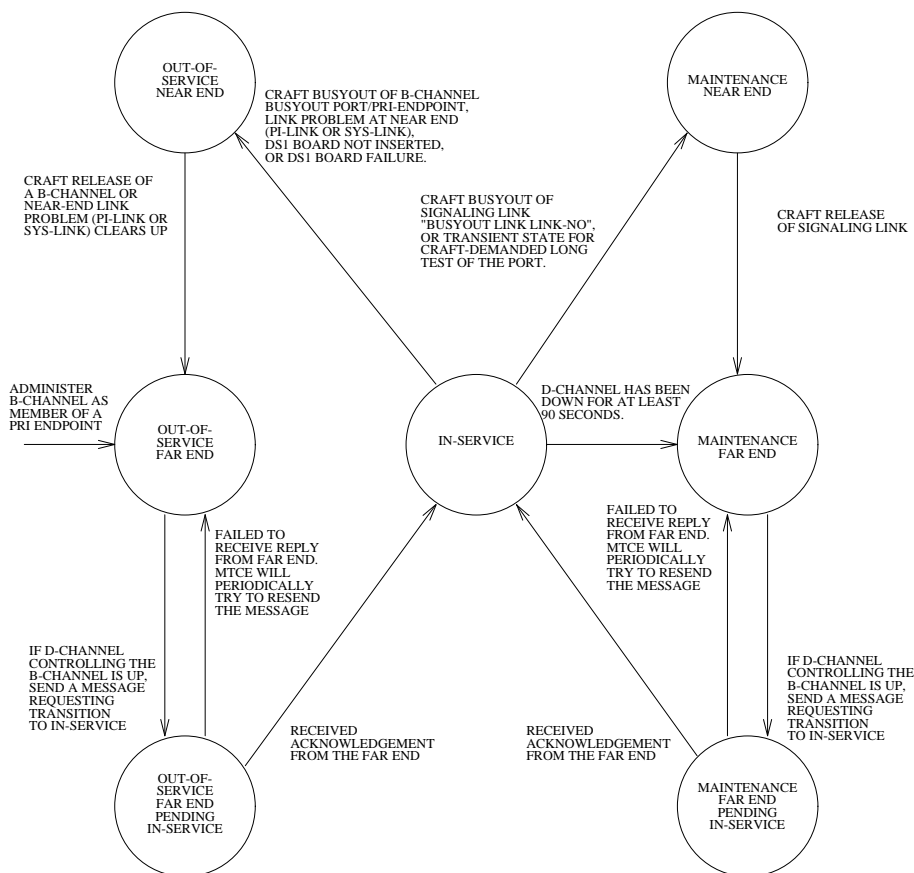 OUT-OF-
SERVICE
NEAR END
MAINTENANCE
NEAR END
CRAFT BUSYOUT OF B-CHANNEL
BUSYOUT PORT/PRI-ENDPOINT,
LINK PROBLEM AT NEAR END
(PI-LINK OR SYS-LINK),
DS1 BOARD NOT INSERTED,
OR DS1 BOARD FAILURE.
CRAFT RELEASE OF
A B-CHANNEL OR
NEAR-END LINK
PROBLEM (PI-LINK OR
SYS-LINK) CLEARS UP
CRAFT BUSYOUT OF
SIGNALING LINK
"BUSYOUT LINK LINK-NO",
OR TRANSIENT STATE FOR
CRAFT-DEMANDED LONG
TEST OF THE PORT.
CRAFT RELEASE
OF SIGNALING LINK
ADMINISTER
B-CHANNEL AS
MEMBER OF A
PRI ENDPOINT
OUT-OF-
SERVICE
FAR END
IN-SERVICE
D-CHANNEL HAS BEEN
DOWN FOR AT LEAST
90 SECONDS.
MAINTENANCE
FAR END
FAILED TO
RECEIVE REPLY
FROM FAR END.
MTCE WILL
PERIODICALLY
TRY TO RESEND
THE MESSAGE
FAILED TO
RECEIVE REPLY
FROM FAR END.
MTCE WILL
PERIODICALLY
TRY TO RESEND
THE MESSAGE
IF D-CHANNEL
CONTROLLING THE
B-CHANNEL IS UP,
SEND A MESSAGE
REQUESTING
TRANSITION
TO IN-SERVICE
IF D-CHANNEL
CONTROLLING THE
B-CHANNEL IS UP,
SEND A MESSAGE
REQUESTING
TRANSITION
TO IN-SERVICE
RECEIVED
ACKNOWLEDGEMENT
FROM THE FAR END
RECEIVED
ACKNOWLEDGEMENT
FROM THE FAR END
OUT-OF-
SERVICE
FAR END
PENDING
IN-SERVICE
MAINTENANCE
FAR END
PENDING
IN-SERVICE